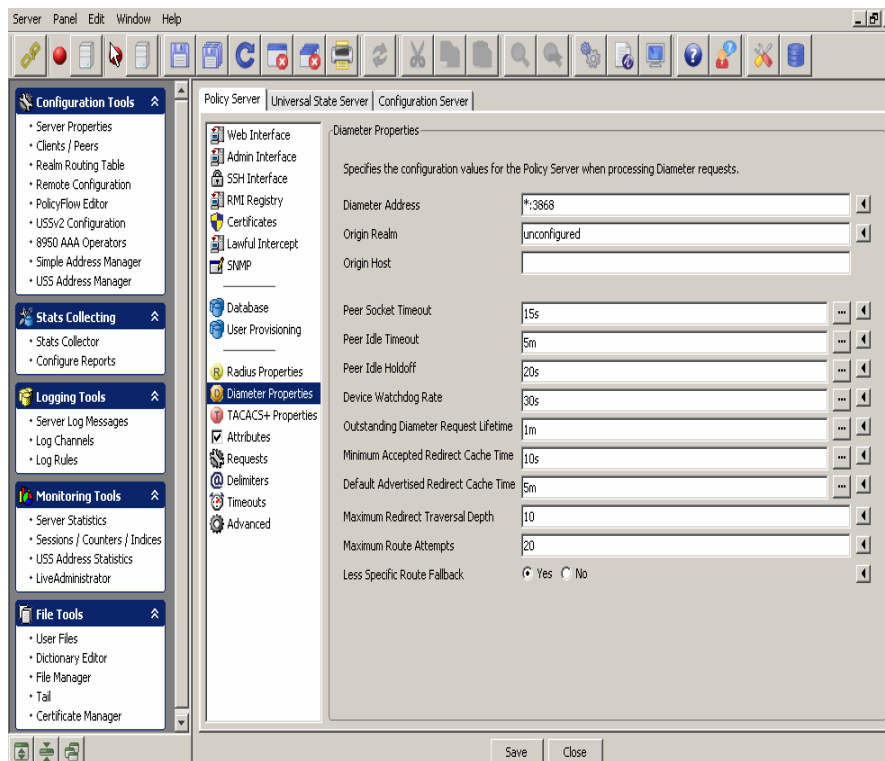 Server Panel Edit Window Help
Configuration Tools
Server Properties
Clients / Peers
Realm Routing Table
Remote Configuration
PolicyFlow Editor
USSv2 Configuration
8950 AAA Operators
Simple Address Manager
USS Address Manager
Stats Collecting
Stats Collector
Configure Reports
Logging Tools
Server Log Messages
Log Channels
Log Rules
Monitoring Tools
Server Statistics
Sessions / Counters / Indices
USS Address Statistics
LiveAdministrator
File Tools
User Files
Dictionary Editor
File Manager
Tail
Certificate Manager
Policy Server Universal State Server Configuration Server
Web Interface
Admin Interface
SSH Interface
RMI Registry
Certificates
Lawful Intercept
SNMP
Database
User Provisioning
R Radius Properties
D Diameter Properties
T TACACS+ Properties
Attributes
Requests
@ Delimiters
Timeouts
Advanced
Diameter Properties
Specifies the configuration values for the Policy Server when processing Diameter requests.
Diameter Address *:3868
Origin Realm unconfigured
Origin Host
Peer Socket Timeout 15s ...
Peer Idle Timeout 5m ...
Peer Idle Holdoff 20s ...
Device Watchdog Rate 30s ...
Outstanding Diameter Request Lifetime 1m ...
Minimum Accepted Redirect Cache Time 10s ...
Default Advertised Redirect Cache Time 5m ...
Maximum Redirect Traversal Depth 10
Maximum Route Attempts 20
Less Specific Route Fallback Yes No
Save Close